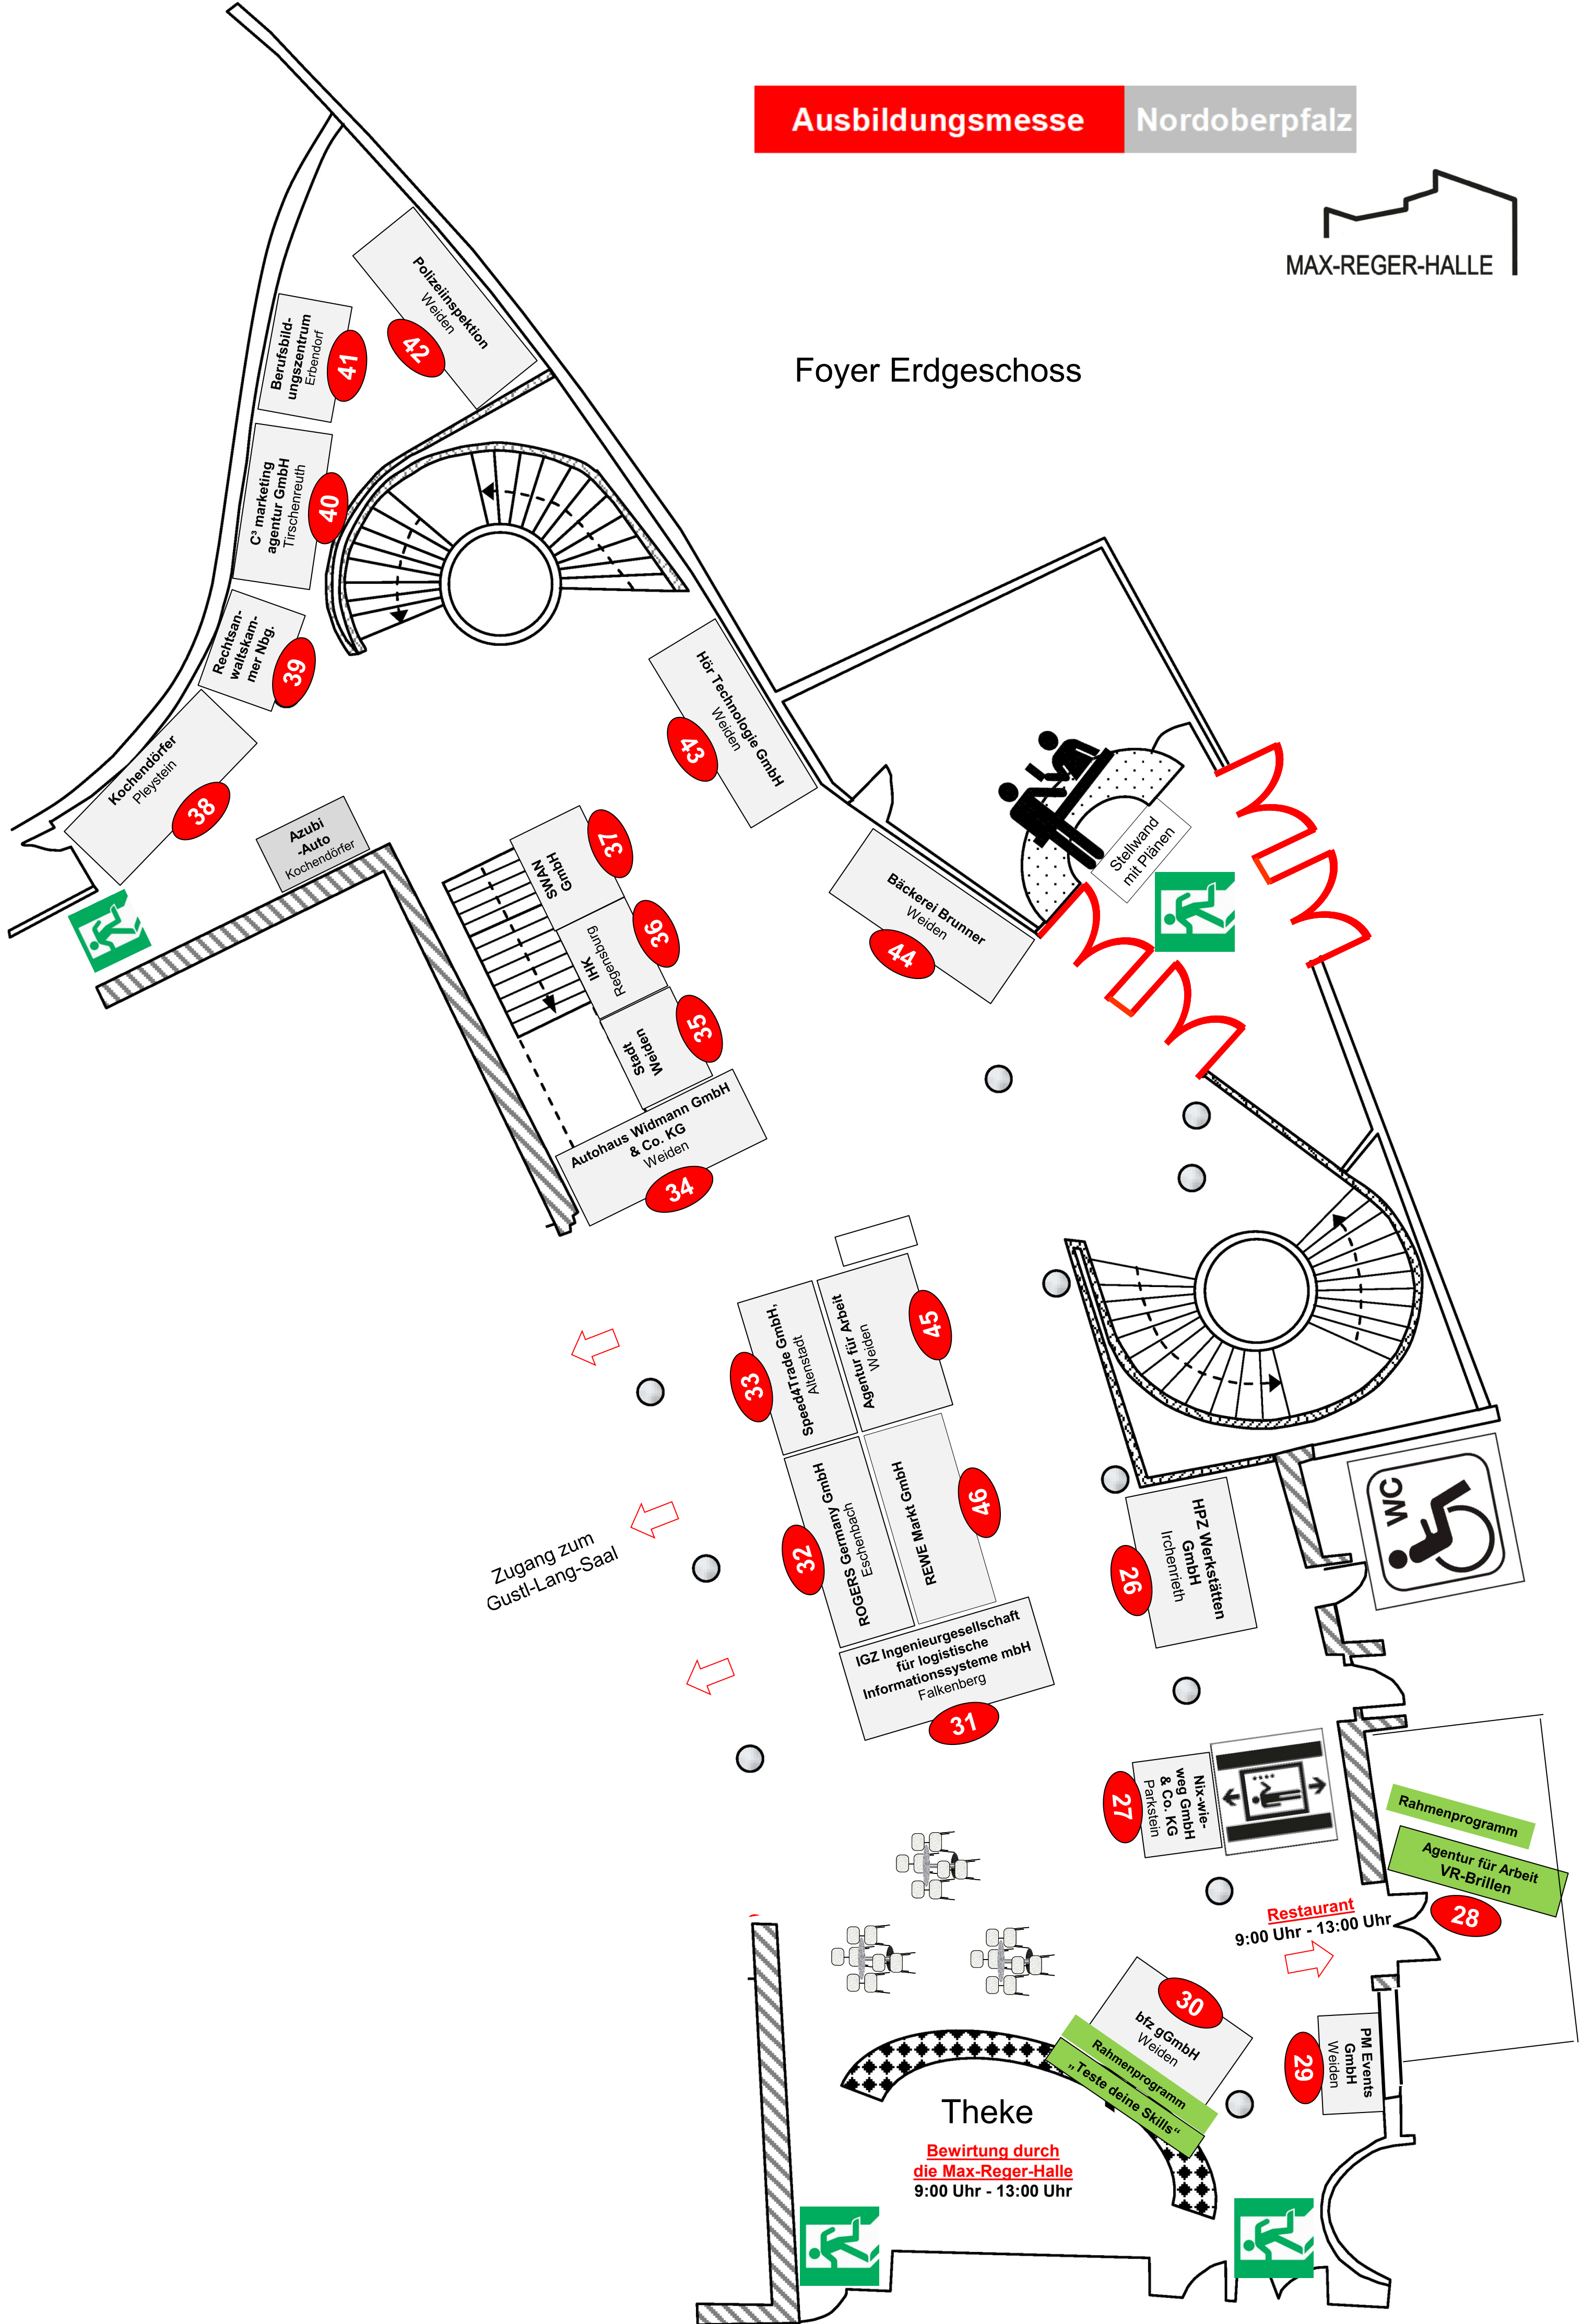 Ausbildungsmesse Nordoberpfalz
MAX-REGER-HALLE
Foyer Erdgeschoss
Polizeiinspektion
Weiden
42
Berufsbild-
ungszentrum
Erbendorf
41
C³ marketing
agentur GmbH
Tirschenreuth
40
Rechtsan-
waltskam-
mer Nbg.
39
Kochendörfer
Pleystein
38
Azubi
-Auto
Kochendörfer
Hör Technologie GmbH
Weiden
43
SWAN
GmbH
37
IHK
Regensburg
36
Stadt
Weiden
35
Autohaus Widmann GmbH
& Co. KG
Weiden
34
Bäckerei Brunner
Weiden
44
Stellwand
mit Plänen
Speed4Trade GmbH,
Altenstadt
33
Agentur für Arbeit
Weiden
45
ROGERS Germany GmbH
Eschenbach
32
REWE Markt GmbH
46
IGZ Ingenieurgesellschaft
für logistische
Informationssysteme mbH
Falkenberg
31
Zugang zum
Gustl-Lang-Saal
HPZ Werkstätten
GmbH
Irchenrieth
26
WC
Nix-wie-
weg GmbH
& Co. KG
Parkstein
27
Rahmenprogramm
Agentur für Arbeit
VR-Brillen
28
Restaurant
9:00 Uhr - 13:00 Uhr
30
bfz gGmbH
Weiden
Rahmenprogramm
„Teste deine Skills“
PM Events
GmbH
Weiden
29
Theke
Bewirtung durch
die Max-Reger-Halle
9:00 Uhr - 13:00 Uhr